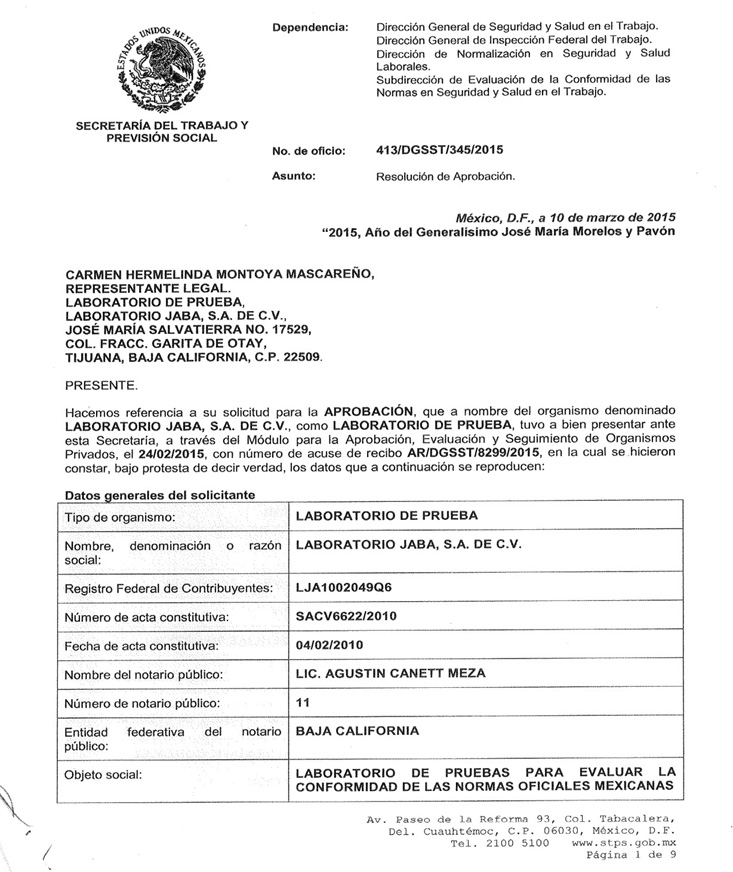 ESTADOS UNIDOS MEXICANOS
SECRETARÍA DEL TRABAJO Y
PREVISIÓN SOCIAL
Dependencia:
Dirección General de Seguridad y Salud en el Trabajo.
Dirección General de Inspección Federal del Trabajo.
Dirección de Normalización en Seguridad y Salud
Laborales.
Subdirección de Evaluación de la Conformidad de las
Normas en Seguridad y Salud en el Trabajo.
No. de oficio: 413/DGSST/345/2015
Asunto: Resolución de Aprobación.
México, D.F., a 10 de marzo de 2015
“2015, Año del Generalísimo José María Morelos y Pavón
CARMEN HERMELINDA MONTOYA MASCAREÑO,
REPRESENTANTE LEGAL.
LABORATORIO DE PRUEBA,
LABORATORIO JABA, S.A. DE C.V.,
JOSÉ MARÍA SALVATIERRA NO. 17529,
COL. FRACC. GARITA DE OTAY,
TIJUANA, BAJA CALIFORNIA, C.P. 22509.
PRESENTE.
Hacemos referencia a su solicitud para la APROBACIÓN, que a nombre del organismo denominado
LABORATORIO JABA, S.A. DE C.V., como LABORATORIO DE PRUEBA, tuvo a bien presentar ante
esta Secretaría, a través del Módulo para la Aprobación, Evaluación y Seguimiento de Organismos
Privados, el 24/02/2015, con número de acuse de recibo AR/DGSST/8299/2015, en la cual se hicieron
constar, bajo protesta de decir verdad, los datos que a continuación se reproducen:
Datos generales del solicitante
Tipo de organismo: LABORATORIO DE PRUEBA
Nombre, denominación o razón LABORATORIO JABA, S.A. DE C.V.
social:
Registro Federal de Contribuyentes: LJA1002049Q6
Número de acta constitutiva: SACV6622/2010
Fecha de acta constitutiva: 04/02/2010
Nombre del notario público: LIC. AGUSTIN CANETT MEZA
Número de notario público: 11
Entidad federativa del notario BAJA CALIFORNIA
público:
Objeto social: LABORATORIO DE PRUEBAS PARA EVALUAR LA
CONFORMIDAD DE LAS NORMAS OFICIALES MEXICANAS
Av. Paseo de la Reforma 93, Col. Tabacalera,
Del. Cuauhtémoc, C.P. 06030, México, D.F.
Tel. 2100 5100 www.stps.gob.mx
Página 1 de 9